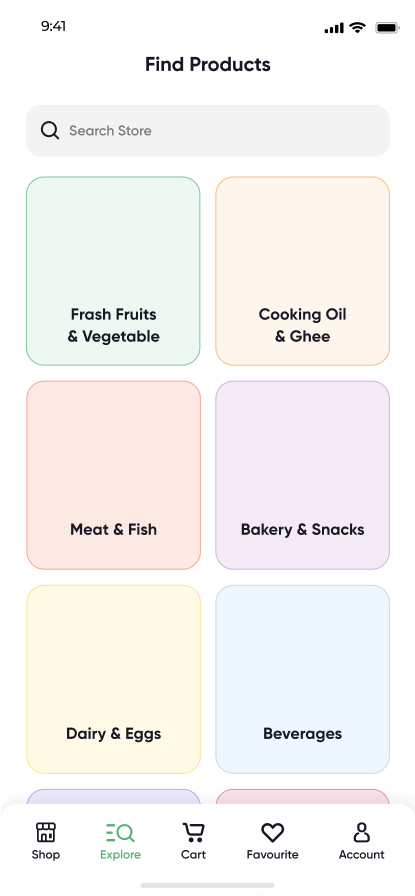 9:41
Find Products
Search Store
Frash Fruits
& Vegetable
Cooking Oil
& Ghee
Meat & Fish
Bakery & Snacks
Dairy & Eggs
Beverages
Shop
Explore
Cart
Favourite
Account